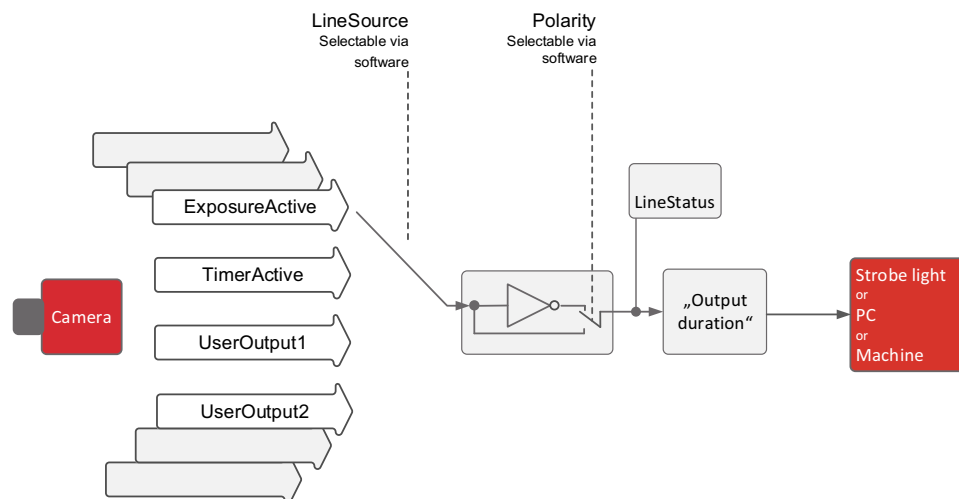 LineSource
Selectable via
software
Polarity
Selectable via
software
ExposureActive
LineStatus
TimerActive
Camera
„Output
duration“
Strobe light
or
PC
or
Machine
UserOutput1
UserOutput2